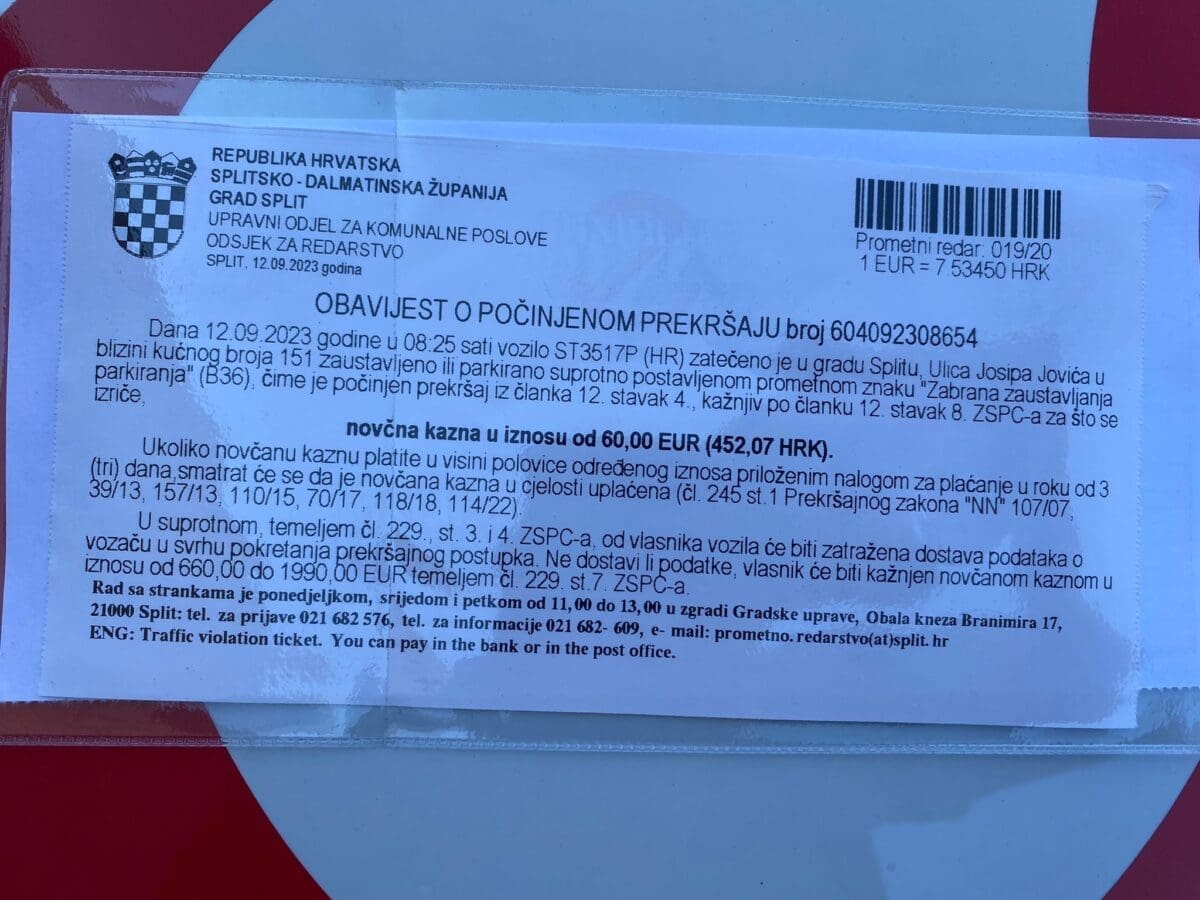 REPUBLIKA HRVATSKA
SPLITSKO - DALMATINSKA ŽUPANIJA
GRAD SPLIT
UPRAVNI ODJEL ZA KOMUNALNE POSLOVE
ODSJEK ZA REDARSTVO
SPLIT, 12.09.2023 godina
Prometni redar: 019/20
1 EUR = 7 53450 HRK
OBAVIJEST O POČINJENOM PREKRŠAJU broj 604092308654
Dana 12.09.2023 godine u 08:25 sati vozilo ST3517P (HR) zatečeno je u gradu Splitu, Ulica Josipa Jovića u
blizini kućnog broja 151 zaustavljeno ili parkirano suprotno postavljenom prometnom znaku "Zabrana zaustavljanja
parkiranja" (B36), čime je počinjen prekršaj iz članka 12. stavak 4., kažnjiv po članku 12. stavak 8. ZSPC-a za što se
izriče,
novčna kazna u iznosu od 60,00 EUR (452,07 HRK).
Ukoliko novčanu kaznu platite u visini polovice određenog iznosa priloženim nalogom za plaćanje u roku od 3
(tri) dana,smatrat će se da je novčana kazna u cjelosti uplaćena (čl. 245 st.1 Prekršajnog zakona "NN" 107/07,
39/13, 157/13, 110/15, 70/17, 118/18, 114/22).
U suprotnom, temeljem čl. 229., st. 3. i 4. ZSPC-a, od vlasnika vozila će biti zatražena dostava podataka o
vozaču u svrhu pokretanja prekršajnog postupka. Ne dostavi li podatke, vlasnik će biti kažnjen novčanom kaznom u
iznosu od 660,00 do 1990,00 EUR temeljem čl. 229. st.7. ZSPC-a.
Rad sa strankama je ponedjeljkom, srijedom i petkom od 11,00 do 13,00 u zgradi Gradske uprave, Obala kneza Branimira 17,
21000 Split: tel. za prijave 021 682 576, tel. za informacije 021 682- 609, e- mail: prometno.redarstvo(at)split.hr
ENG: Traffic violation ticket. You can pay in the bank or in the post office.